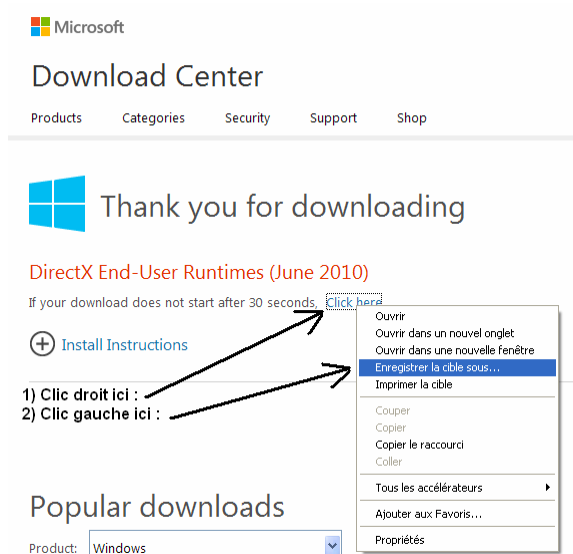 Microsoft
Download Center
Products Categories Security Support Shop
Thank you for downloading
DirectX End-User Runtimes (June 2010)
If your download does not start after 30 seconds, Click here
Install Instructions
1) Clic droit ici :
2) Clic gauche ici :
Ouvrir
Ouvrir dans un nouvel onglet
Ouvrir dans une nouvelle fenêtre
Enregistrer la cible sous...
Imprimer la cible
Couper
Copier
Copier le raccourci
Coller
Tous les accélérateurs
Ajouter aux Favoris...
Propriétés
Popular downloads
Product: Windows